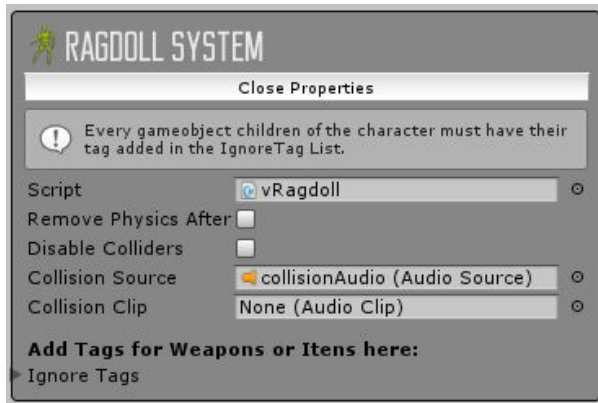 RAGDOLL SYSTEM
Close Properties
Every gameobject children of the character must have their
tag added in the IgnoreTag List.
Script vRagdoll
Remove Physics After
Disable Colliders
Collision Source collisionAudio (Audio Source)
Collision Clip None (Audio Clip)
Add Tags for Weapons or Itens here:
Ignore Tags